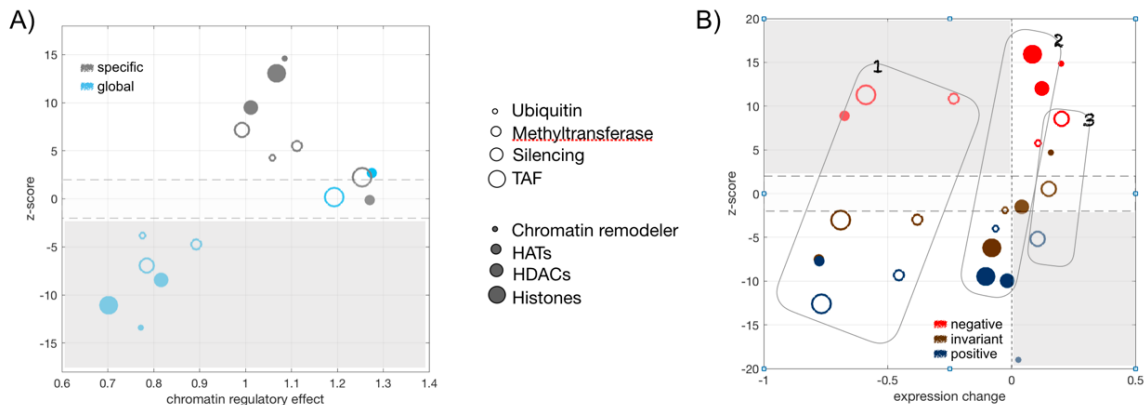 A)
15
10
5
0
-5
-10
-15
z-score
0.6 0.7 0.8 0.9 1 1.1 1.2 1.3 1.4
chromatin regulatory effect
specific
global
Ubiquitin
Methyltransferase
Silencing
TAF
Chromatin remodeler
HATs
HDACs
Histones
B)
20
15
10
5
0
-5
-10
-15
-20
z-score
-1 -0.5 0 0.5
expression change
1
2
3
negative
invariant
positive